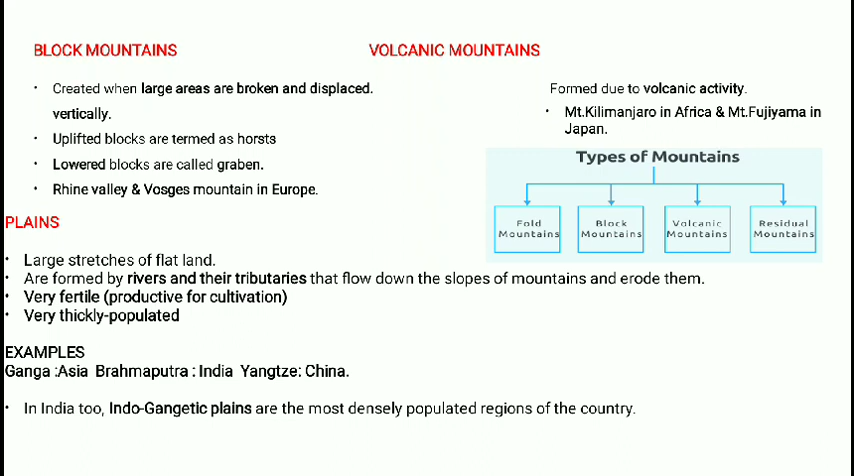 BLOCK MOUNTAINS
• Created when large areas are broken and displaced.
vertically.
• Uplifted blocks are termed as horsts
• Lowered blocks are called graben.
• Rhine valley & Vosges mountain in Europe.
VOLCANIC MOUNTAINS
Formed due to volcanic activity.
• Mt.Kilimanjaro in Africa & Mt.Fujiyama in
Japan.
Types of Mountains
Fold
Mountains
Block
Mountains
Volcanic
Mountains
Residual
Mountains
PLAINS
• Large stretches of flat land.
• Are formed by rivers and their tributaries that flow down the slopes of mountains and erode them.
• Very fertile (productive for cultivation)
• Very thickly-populated
EXAMPLES
Ganga :Asia Brahmaputra : India Yangtze: China.
• In India too, Indo-Gangetic plains are the most densely populated regions of the country.